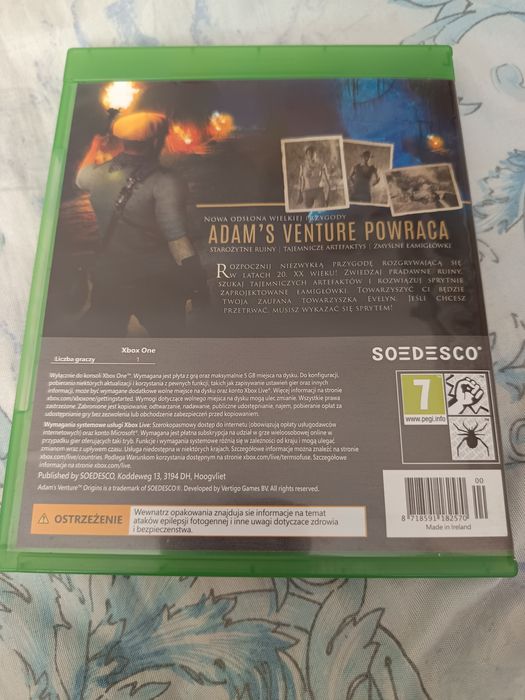 Nowa odsłona wielkiej przygody
ADAM'S VENTURE POWRACA
STAROŻYTNE RUINY | TAJEMNICZE ARTEFAKTYS | ZMYŚLNE ŁAMIGŁÓWKI
Rozpocznij niezwykłą przygodę rozgrywającą się
w latach 20. XX wieku! Zwiedzaj pradawne ruiny,
szukaj tajemniczych artefaktów i rozwiązuj sprytnie
zaprojektowane łamigłówki. Towarzyszyć ci będzie
twoja zaufana towarzyszka Evelyn. Jeśli chcesz
przetrwać, musisz wykazać się sprytem!
Xbox One
Liczba graczy 1
SOEDESCO®
Wyłącznie do konsoli Xbox One™. Wymagana jest płyta z grą oraz maksymalnie 5 GB miejsca na dysku. Do konfiguracji,
pobierania niektórych aktualizacji i korzystania z pewnych funkcji, takich jak zapisywanie ustawień gier oraz innych
informacji, może być wymagane dodatkowe wolne miejsce na dysku oraz konto Xbox Live®. Więcej informacji na stronie
xbox.com/xboxone/gettingstarted. Wymogi dotyczące wolnego miejsca na dysku mogą ulec zmianie. Wszystkie prawa
zastrzeżone. Zabronione jest kopiowanie, odtwarzanie, nadawanie, publiczne udostępnianie, najem, pobieranie opłat za
udostępnianie gry bez zezwolenia lub obchodzenie zabezpieczeń przed kopiowaniem.
Wymagania systemowe usługi Xbox Live: Szerokopasmowy dostęp do internetu (obowiązują opłaty usługodawców
internetowych) oraz konto Microsoft®. Wymagana jest płatna subskrypcja na udział w grze wieloosobowej online w
przypadku gier oferujących taki tryb. Funkcje i wymagania systemowe różnią się w zależności od kraju i mogą ulegać
zmianom wraz z upływem czasu. Usługa niedostępna w niektórych krajach. Szczegółowe informacje można znaleźć na stronie
xbox.com/live/countries. Podlega Warunkom korzystania dostępnym na stronie xbox.com/live/termofuse. Szczegółowe
informacje na stronie xbox.com/live.
Published by SOEDESCO, Koddeweg 13, 3194 DH, Hoogvliet
Adam's Venture™ Origins is a trademark of SOEDESCO®. Developed by Vertigo Games BV. All rights reserved.
7
www.pegi.info
OSTRZEŻENIE
Wewnątrz opakowania znajduja sie informacje na temat
ataków epilepsji fotogennej i inne uwagi dotyczace zdrowia
i bezpieczenstwa.
00
8 718591 182570
Made in Ireland